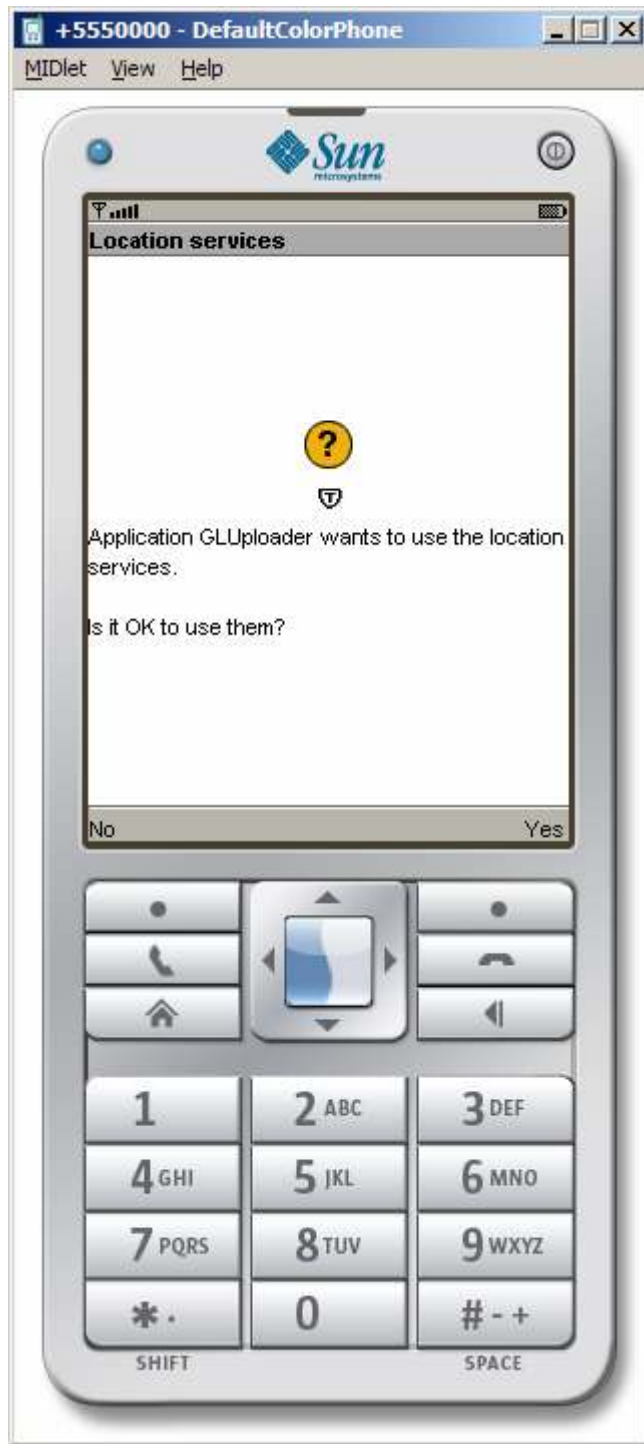 +5550000 - DefaultColorPhone
MIDlet View Help
Sun
microsystems
Location services
?
T
Application GLUploader wants to use the location
services.
Is it OK to use them?
No Yes
1 2 ABC 3 DEF
4 GHI 5 JKL 6 MNO
7 PQRS 8 TUV 9 WXYZ
* . 0 # - +
SHIFT SPACE